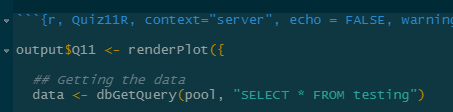 ```{r, Quiz11R, context="server", echo = FALSE, warning
output$Q11 <- renderPlot({
## Getting the data
data <- dbGetQuery(pool, "SELECT * FROM testing")